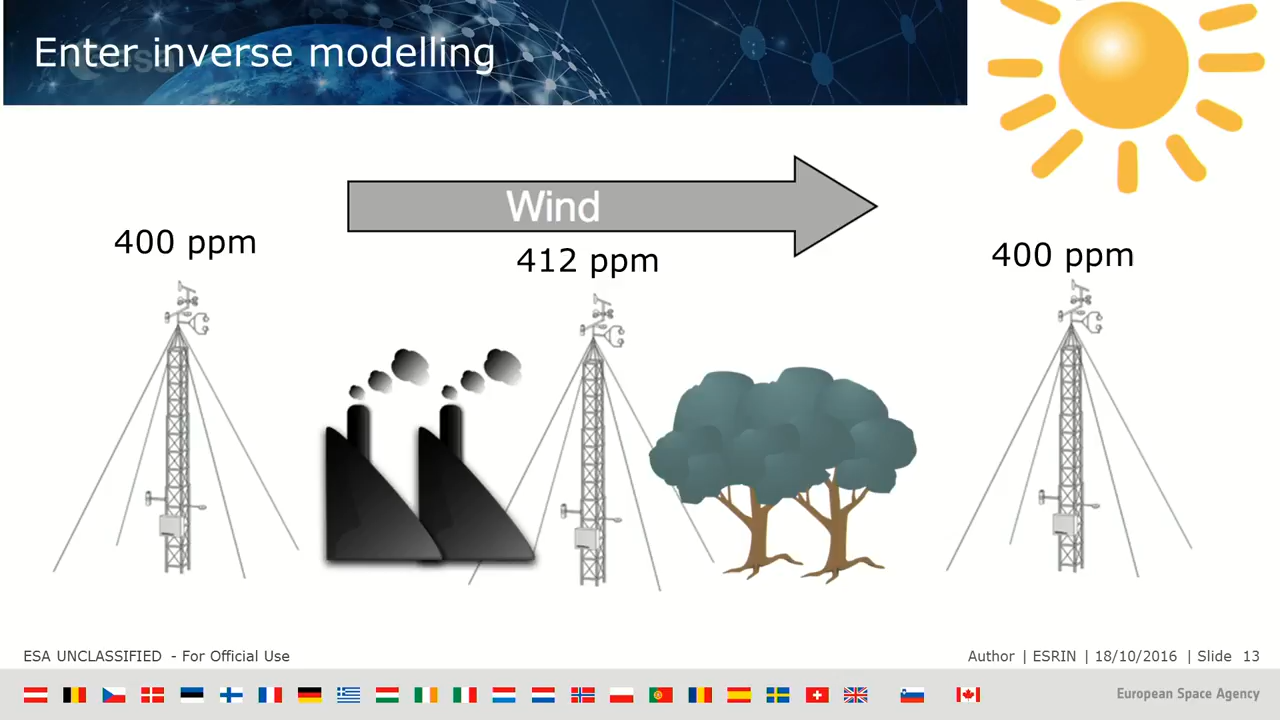 Enter inverse modelling
esa
Wind
400 ppm
412 ppm
400 ppm
ESA UNCLASSIFIED - For Official Use
Author | ESRIN | 18/10/2016 | Slide 13
European Space Agency